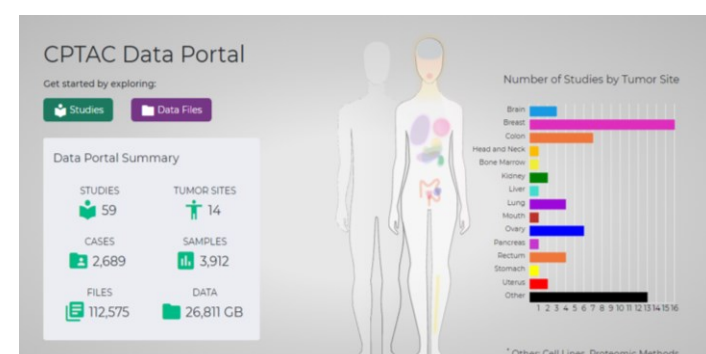 CPTAC Data Portal
Get started by exploring:
Studies
Data Files
Data Portal Summary
STUDIES
59
TUMOR SITES
14
CASES
2,689
SAMPLES
3,912
FILES
112,575
DATA
26,811 GB
Number of Studies by Tumor Site
Brain
Breast
Colon
Head and Neck
Bone Marrow
Kidney
Liver
Lung
Mouth
Ovary
Pancreas
Rectum
Stomach
Uterus
Other
1 2 3 4 5 6 7 8 9 10 11 12 13 14 15 16
* Other: Cell Lines, Proteomic Methods